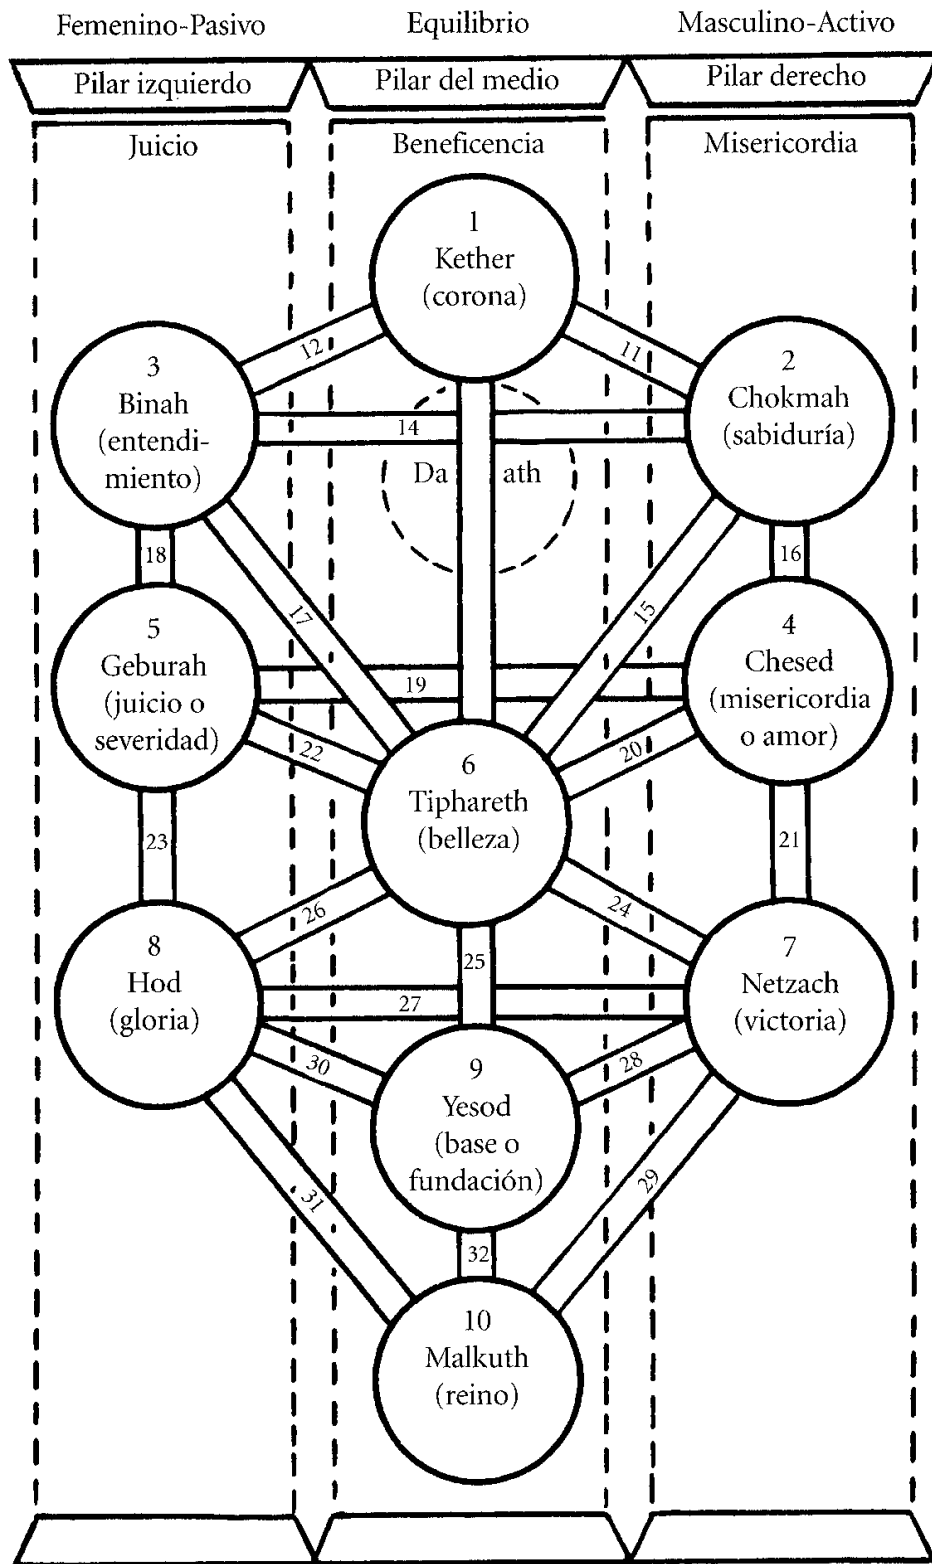 Femenino-Pasivo
Equilibrio
Masculino-Activo
Pilar izquierdo
Pilar del medio
Pilar derecho
Juicio
Beneficencia
Misericordia
1
Kether
(corona)
12
11
3
Binah
(entendi-
miento)
2
Chokmah
(sabiduría)
14
Da ath
18
16
17
15
5
Geburah
(juicio o
severidad)
4
Chesed
(misericordia
o amor)
19
22
20
6
Tiphareth
(belleza)
23
21
26
24
8
Hod
(gloria)
25
7
Netzach
(victoria)
27
30
28
9
Yesod
(base o
fundación)
31
29
32
10
Malkuth
(reino)